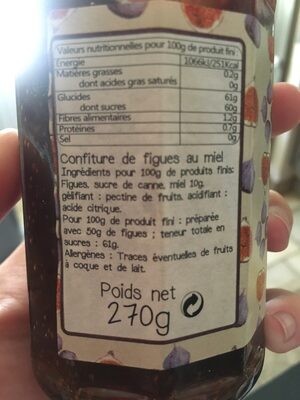 Valeurs nutritionnelles pour 100g de produit fini :
Energie 1066kJ/251Kcal
Matières grasses 0.2g
dont acides gras saturés 0g
Glucides 61g
dont sucres 60g
Fibres alimentaires 1.2g
Protéines 0.7g
Sel 0g
Confiture de figues au miel
Ingrédients pour 100g de produits finis:
Figues, sucre de canne, miel 10g,
gélifiant : pectine de fruits, acidifiant :
acide citrique.
Pour 100g de produit fini : préparée
avec 50g de figues ; teneur totale en
sucres : 61g.
Allergènes : Traces éventuelles de fruits
à coque et de lait.
Poids net
270g